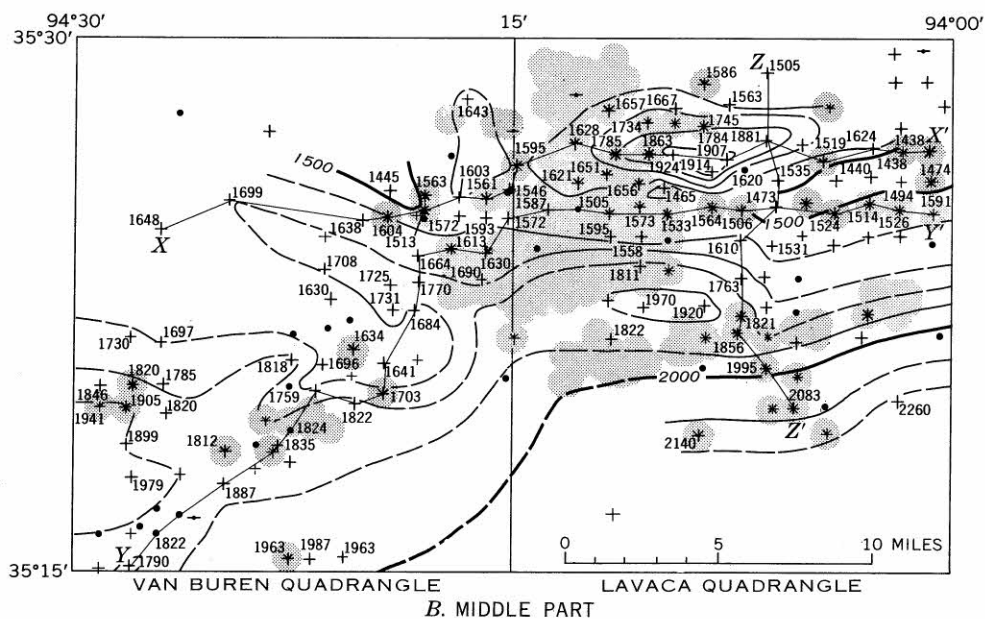 94°30' 15' 94°00'
35°30'
Z 1505
1586
1643 1657 1667 1563
1745
1628 1734 1784
1785 1863 1881 1519 1624 1438 X'
1500 1595 1907 1438
1924 1914
1445 1603 1651 1474
1563 1561 1621 1656 1620 1535 1440
1699 1546 1465 1494 1591
1587 1505
1648 1638 1604 1572 1593 1572 1573 1533 1564 1506 1473 1500 1524 1514 1526 Y'
X 1513 1613 1595
1664 1630 1558 1610 1531
1708 1725 1690 1811
1630 1770 1763
1731 1970
1684 1920
1697 1821
1730 1634 1822
1856
1818 1696 1641
1820 1785 1995
1846 1759 1703 2000
1941 1905 1820 1822 2083 2260
1824 Z'
1899 1812 1835 2140
1979
1887
1822
Y 1790 1963 1987 1963
0 5 10 MILES
35°15'
VAN BUREN QUADRANGLE LAVACA QUADRANGLE
B. MIDDLE PART